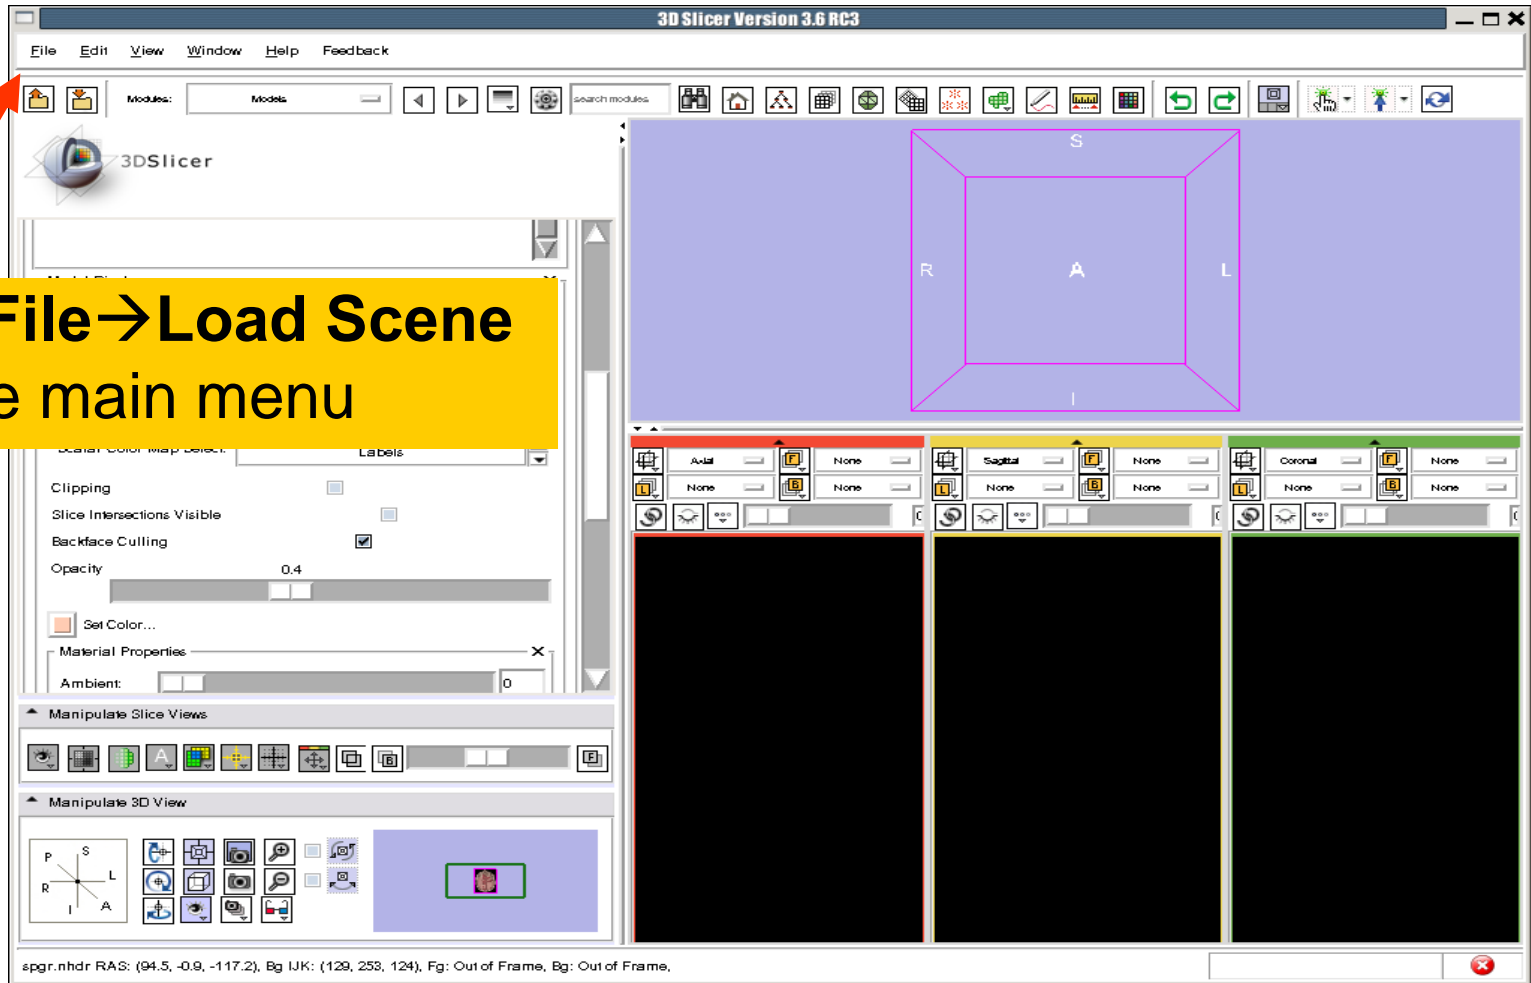 3D Slicer Version 3.6 RC3
File Edit View Window Help Feedback
Modules: Models search modules
3DSlicer
S
R A L
I
File→Load Scene
e main menu
Labels
Clipping
Slice Intersections Visible
Backface Culling
Opacity 0.4
Set Color...
Material Properties
Ambient: 0
Axial F None Sagittal F None Coronal F None
L None B None L None B None L None B None
Manipulate Slice Views
A B F
Manipulate 3D View
P S
R L
I A
spgr.nhdr RAS: (94.5, -0.9, -117.2), Bg IJK: (129, 253, 124), Fg: Out of Frame, Bg: Out of Frame,